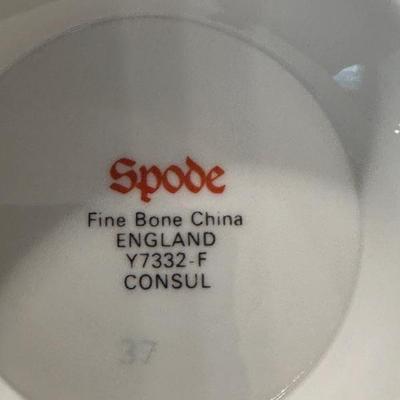 Spode
Fine Bone China
ENGLAND
Y7332-F
CONSUL
37